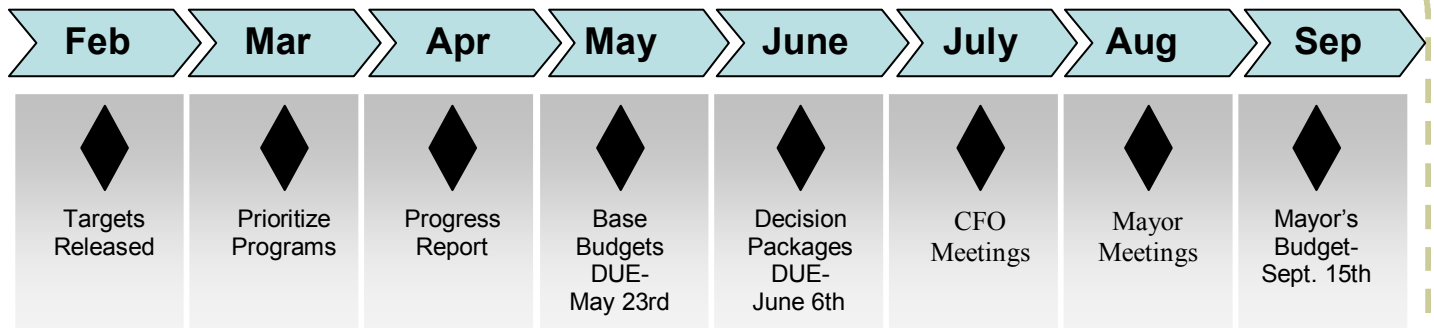 Feb
Mar
Apr
May
June
July
Aug
Sep
Targets
Released
Prioritize
Programs
Progress
Report
Base
Budgets
DUE-
May 23rd
Decision
Packages
DUE-
June 6th
CFO
Meetings
Mayor
Meetings
Mayor’s
Budget-
Sept. 15th